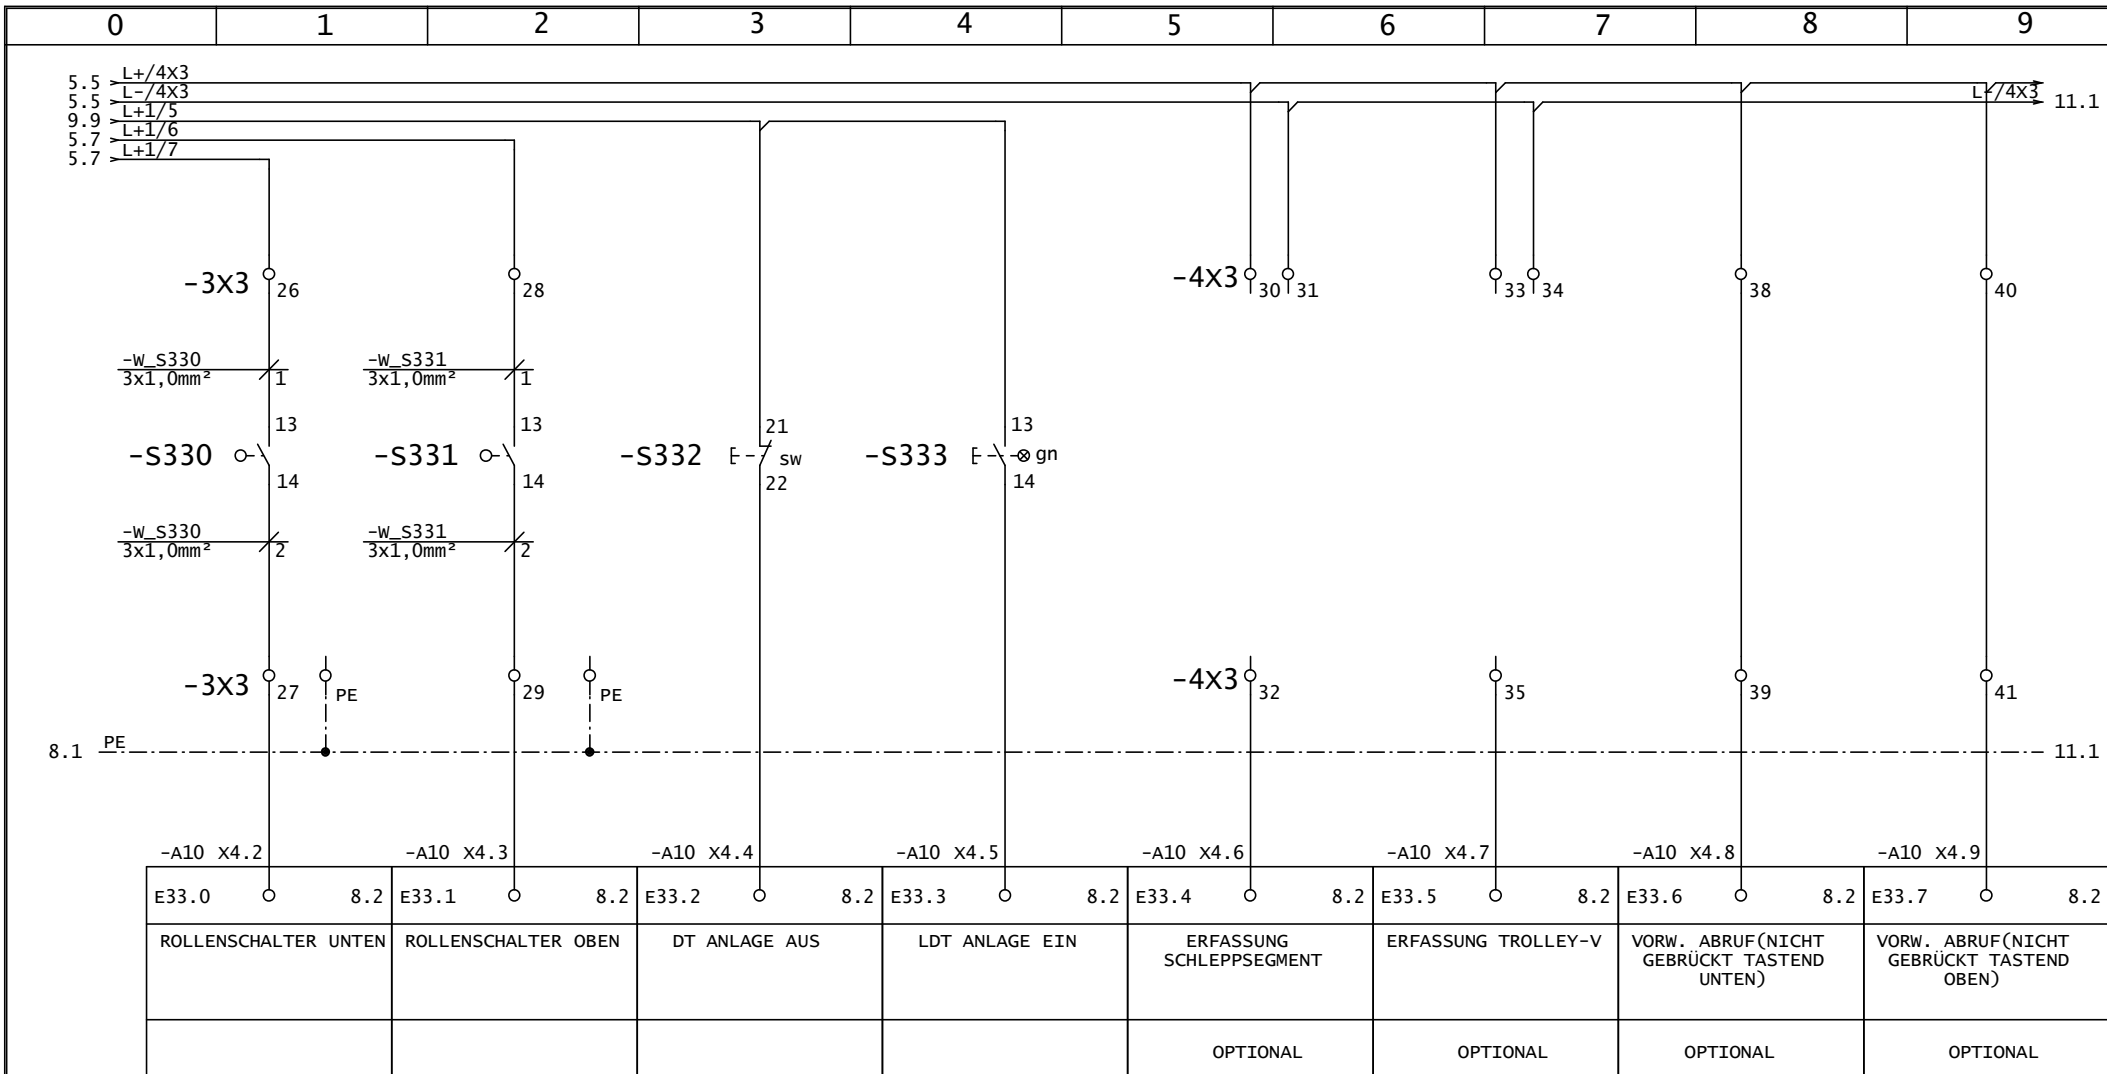 0 1 2 3 4 5 6 7 8 9
5.5 L+/4X3
5.5 L-/4X3 L-/4X3 11.1
9.9 L+1/5
5.7 L+1/6
5.7 L+1/7
-3X3 26 28 -4X3 30 31 33 34 38 40
-W_S330 -W_S331
3x1,0mm² 1 3x1,0mm² 1
13 13 21 13
-S330 -S331 -S332 sw -S333 gn
14 14 22 14
-W_S330 -W_S331
3x1,0mm² 2 3x1,0mm² 2
-3X3 27 PE 29 PE -4X3 32 35 39 41
8.1 PE 11.1
-A10 X4.2 -A10 X4.3 -A10 X4.4 -A10 X4.5 -A10 X4.6 -A10 X4.7 -A10 X4.8 -A10 X4.9
E33.0 8.2 E33.1 8.2 E33.2 8.2 E33.3 8.2 E33.4 8.2 E33.5 8.2 E33.6 8.2 E33.7 8.2
ROLLENSCHALTER UNTEN
ROLLENSCHALTER OBEN
DT ANLAGE AUS
LDT ANLAGE EIN
ERFASSUNG
SCHLEPPSEGMENT
ERFASSUNG TROLLEY-V
VORW. ABRUF(NICHT
GEBRÜCKT TASTEND
UNTEN)
VORW. ABRUF(NICHT
GEBRÜCKT TASTEND
OBEN)
OPTIONAL OPTIONAL OPTIONAL OPTIONAL